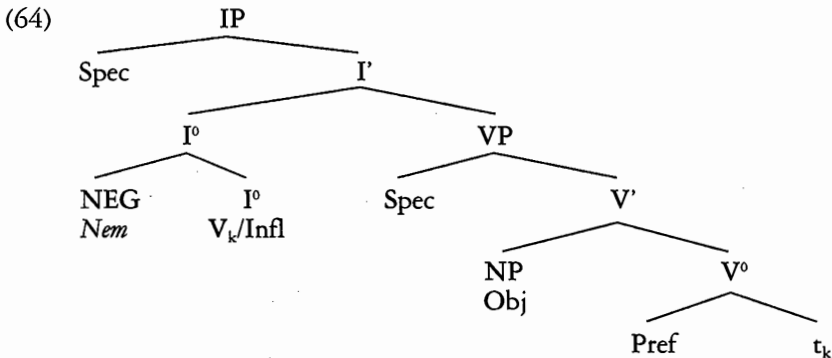 (64) IP
Spec I’
I⁰ VP
NEG I⁰ Spec V’
Nem Vₖ/Infl
NP V⁰
Obj
Pref tₖ